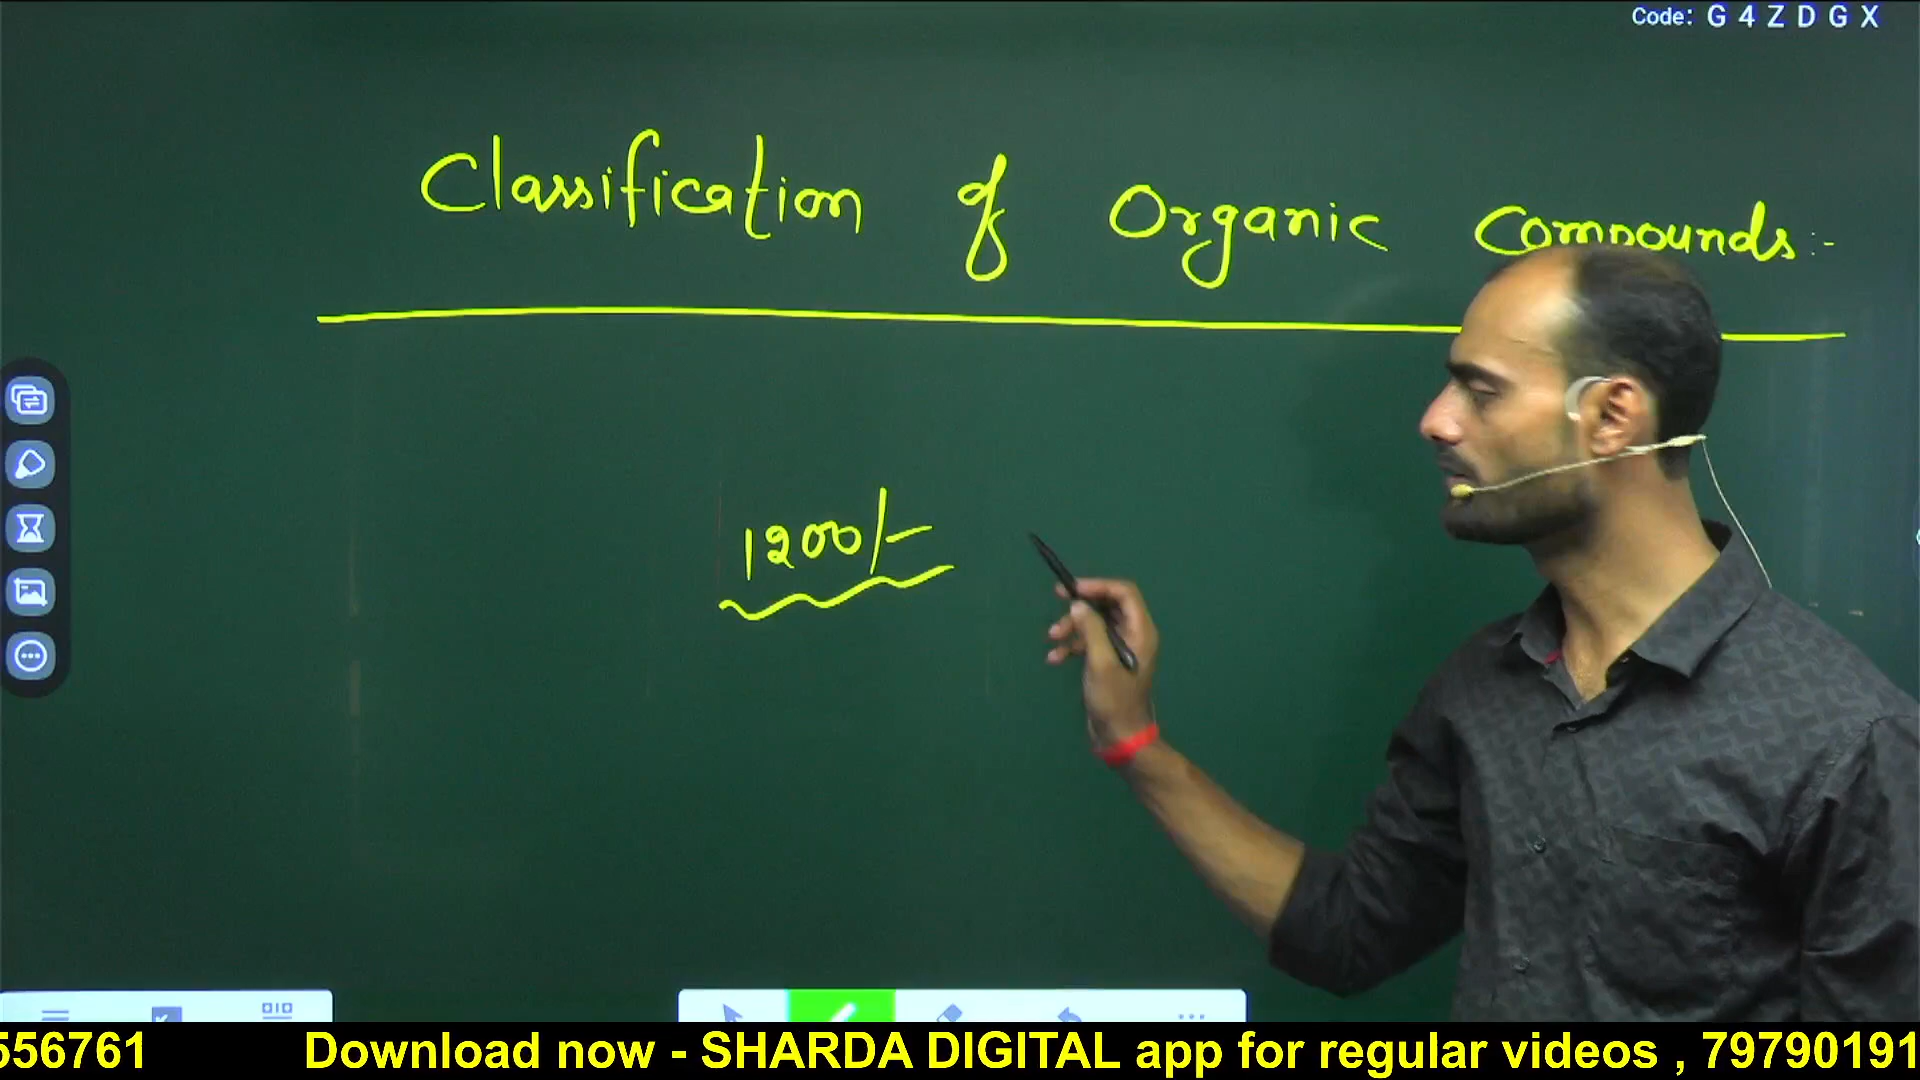 Code: G 4 Z D G X
Classification of Organic Compounds:-
1200/-
556761 Download now - SHARDA DIGITAL app for regular videos , 79790191